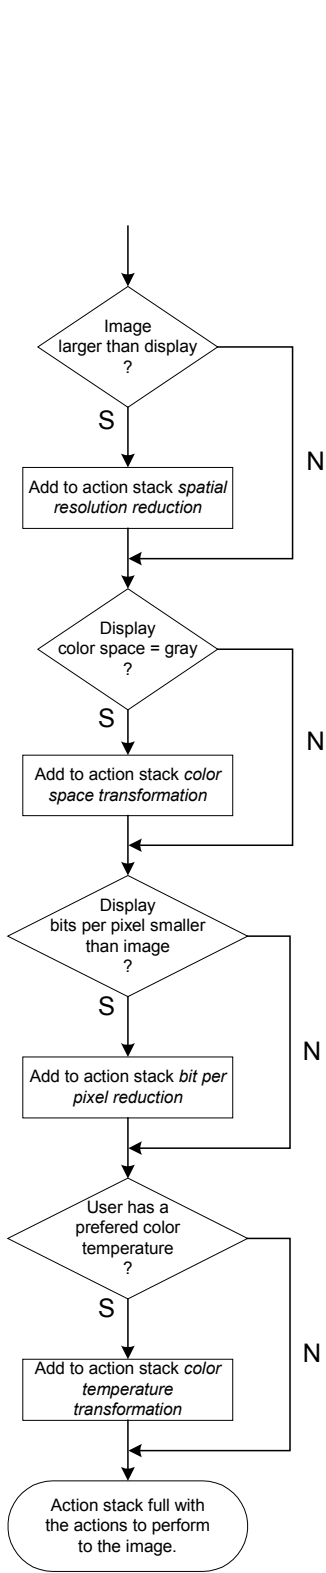 Image
larger than display
?
S
N
Add to action stack spatial
resolution reduction
Display
color space = gray
?
S
N
Add to action stack color
space transformation
Display
bits per pixel smaller
than image
?
S
N
Add to action stack bit per
pixel reduction
User has a
prefered color
temperature
?
S
N
Add to action stack color
temperature
transformation
Action stack full with
the actions to perform
to the image.